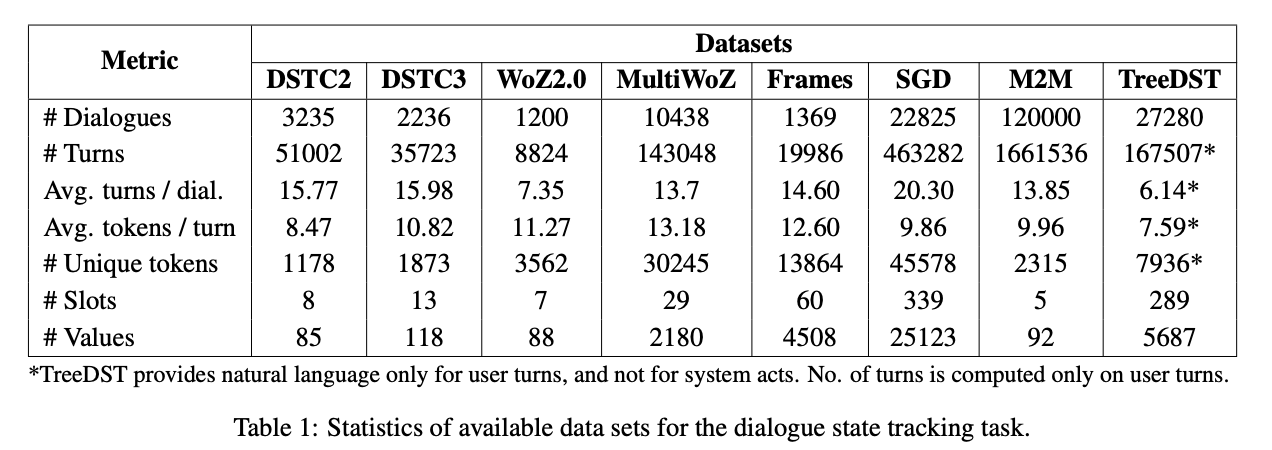 Metric Datasets
DSTC2 DSTC3 WoZ2.0 MultiWoZ Frames SGD M2M TreeDST
# Dialogues 3235 2236 1200 10438 1369 22825 120000 27280
# Turns 51002 35723 8824 143048 19986 463282 1661536 167507*
Avg. turns / dial. 15.77 15.98 7.35 13.7 14.60 20.30 13.85 6.14*
Avg. tokens / turn 8.47 10.82 11.27 13.18 12.60 9.86 9.96 7.59*
# Unique tokens 1178 1873 3562 30245 13864 45578 2315 7936*
# Slots 8 13 7 29 60 339 5 289
# Values 85 118 88 2180 4508 25123 92 5687
*TreeDST provides natural language only for user turns, and not for system acts. No. of turns is computed only on user turns.
Table 1: Statistics of available data sets for the dialogue state tracking task.